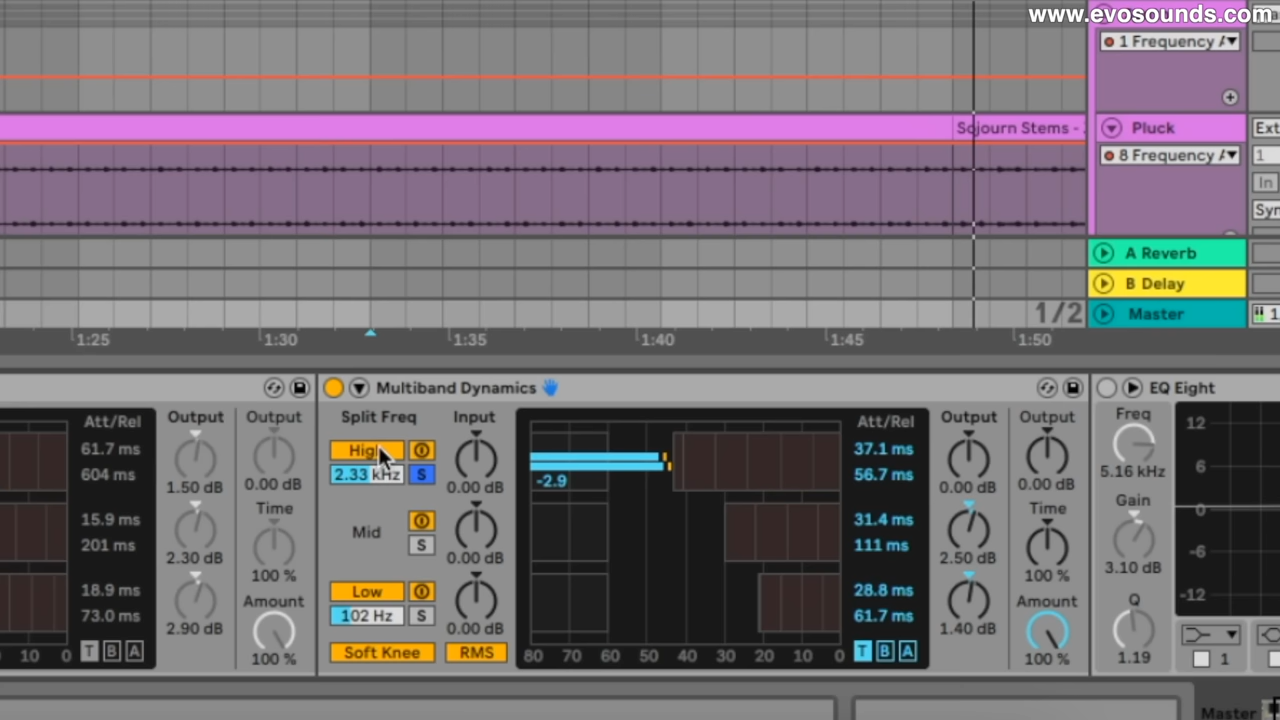 www.evosounds.com
1 Frequency A
Sojourn Stems -
Pluck
Ext
8 Frequency A
1
In
Syn
A Reverb
B Delay
1/2
Master
1
1:25 1:30 1:35 1:40 1:45 1:50
Multiband Dynamics
EQ Eight
Att/Rel
61.7 ms
604 ms
15.9 ms
201 ms
18.9 ms
73.0 ms
10 0
T B A
Output
1.50 dB
2.30 dB
2.90 dB
Output
0.00 dB
Time
100 %
Amount
100 %
Split Freq
High
2.33 kHz
S
Mid
S
Low
102 Hz
S
Soft Knee
Input
0.00 dB
0.00 dB
0.00 dB
RMS
-2.9
80 70 60 50 40 30 20 10 0
Att/Rel
37.1 ms
56.7 ms
31.4 ms
111 ms
28.8 ms
61.7 ms
T B A
Output
0.00 dB
2.50 dB
1.40 dB
Output
0.00 dB
Time
100 %
Amount
100 %
Freq
5.16 kHz
Gain
3.10 dB
Q
1.19
12
6
0
-6
-12
1
Master